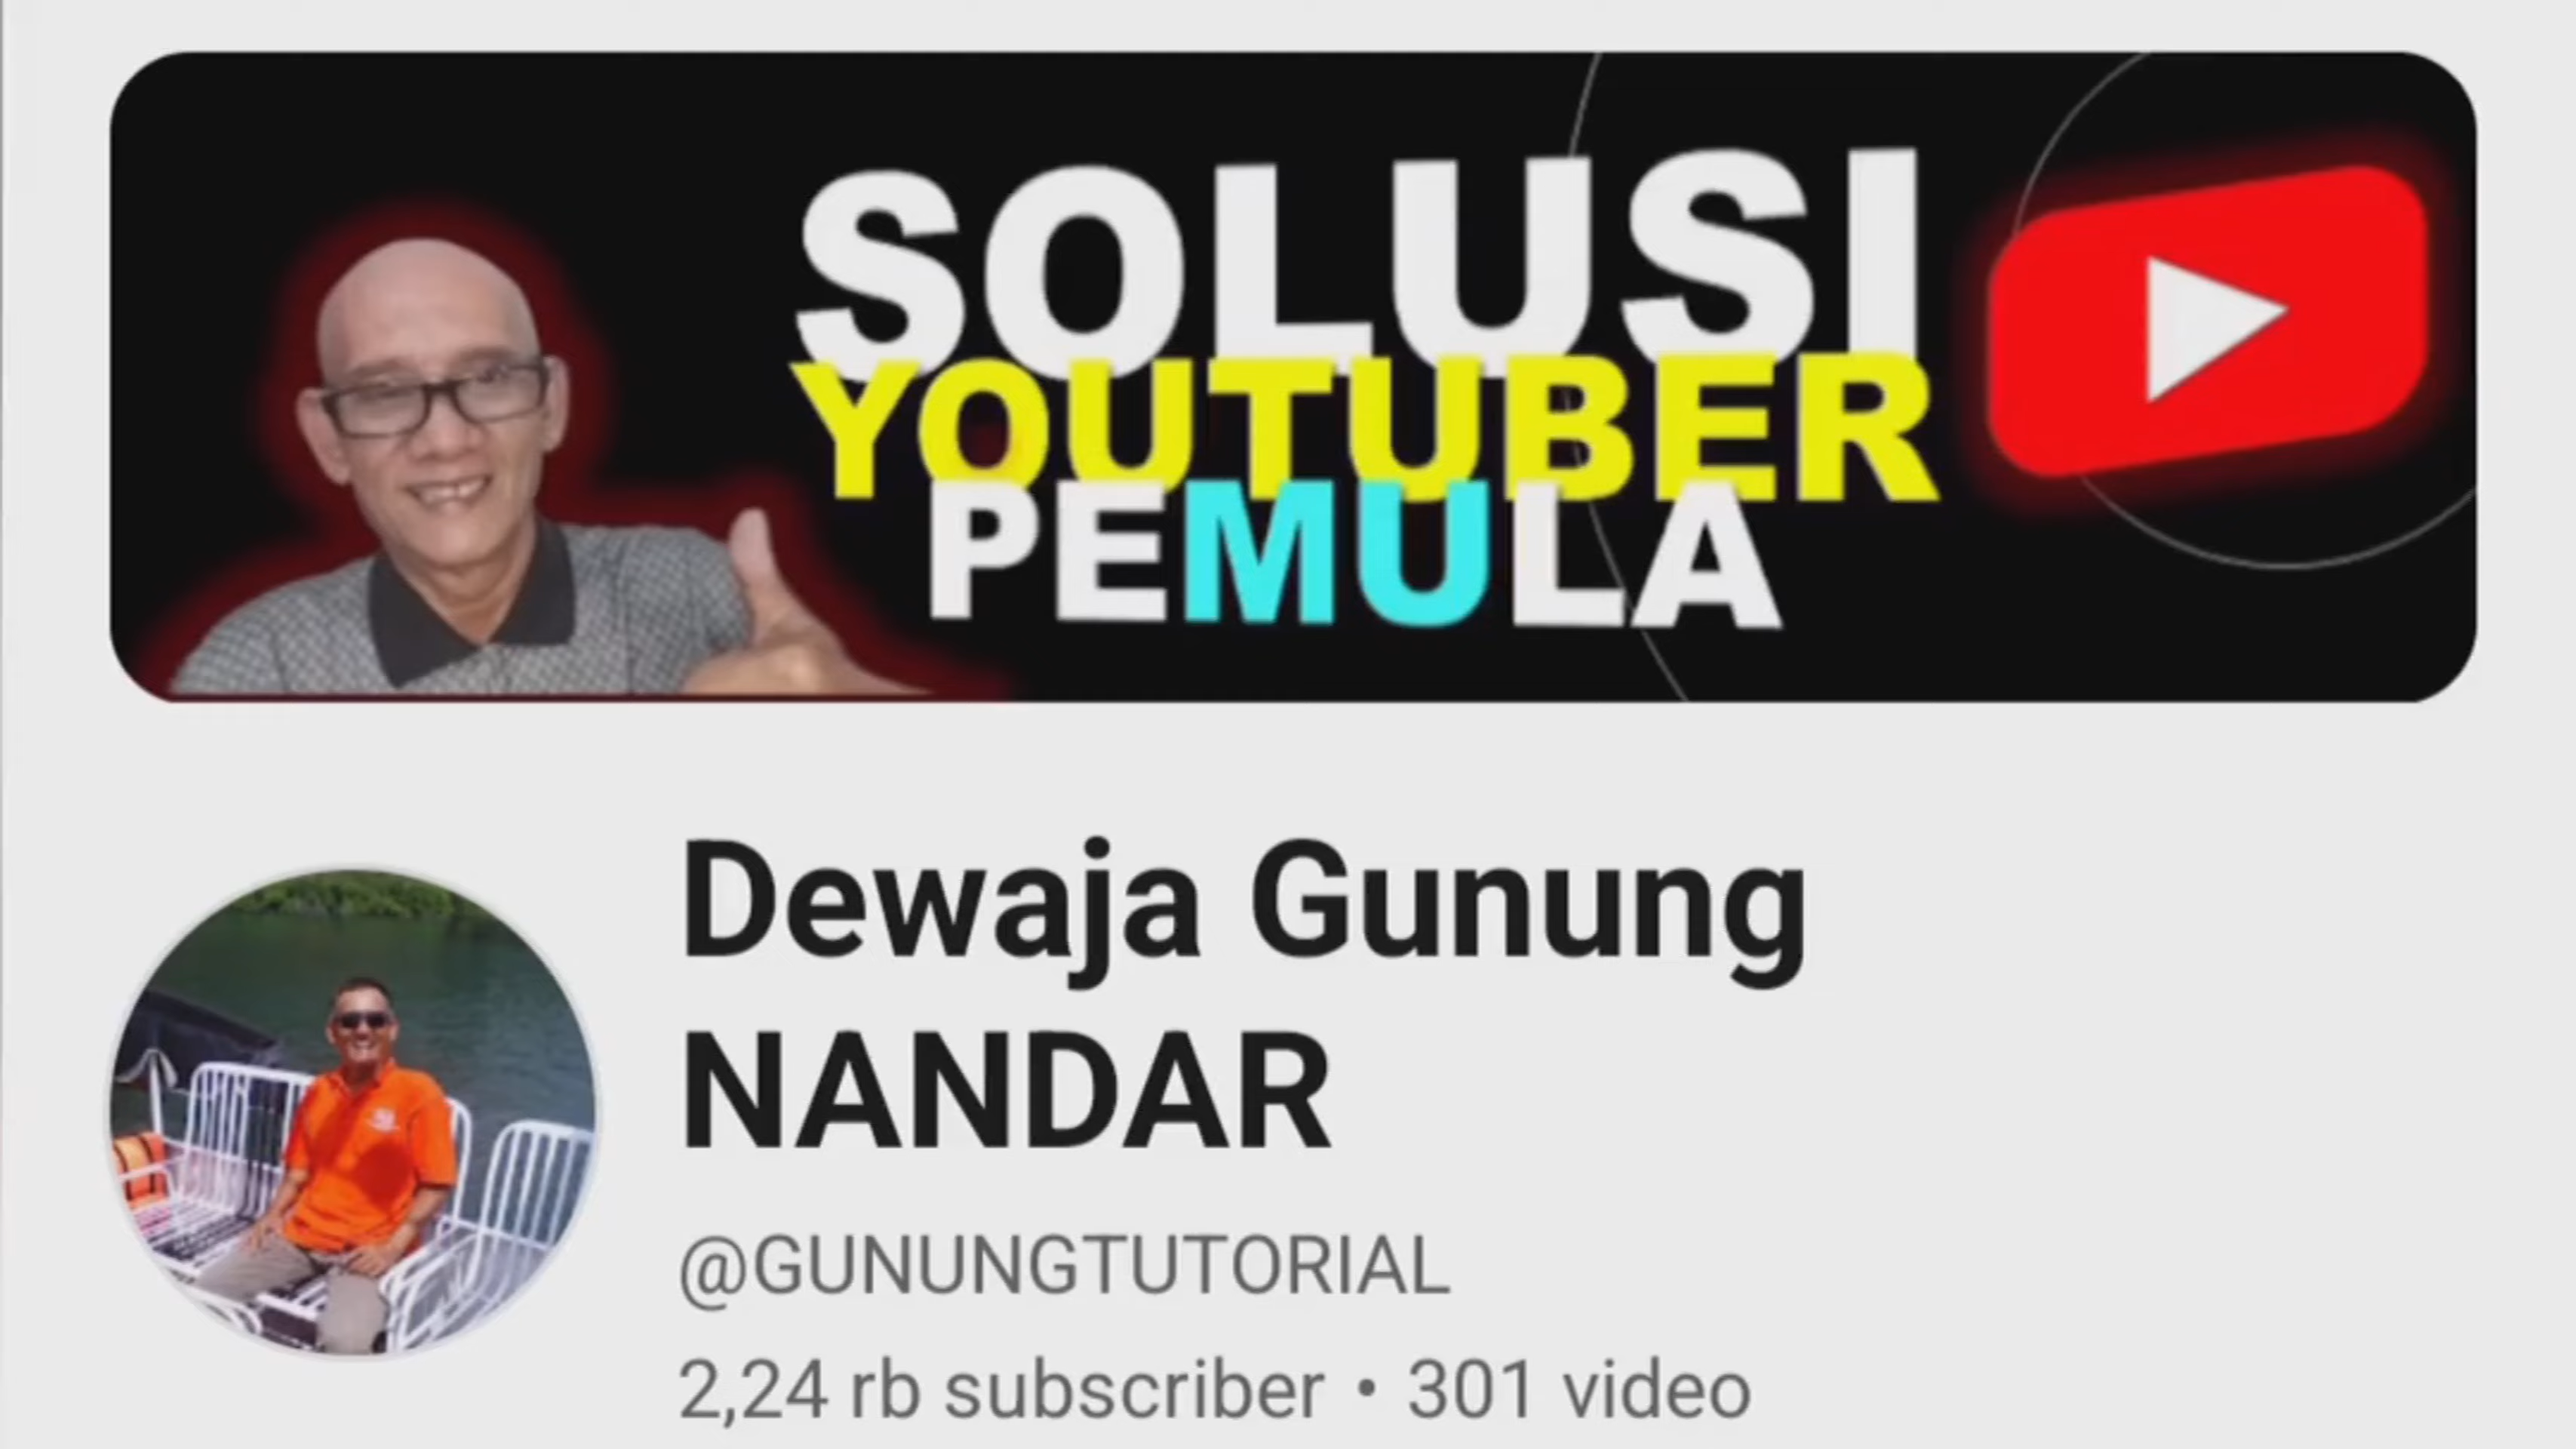 SOLUSI
YOUTUBER
PEMULA
Dewaja Gunung
NANDAR
@GUNUNGTUTORIAL
2,24 rb subscriber • 301 video